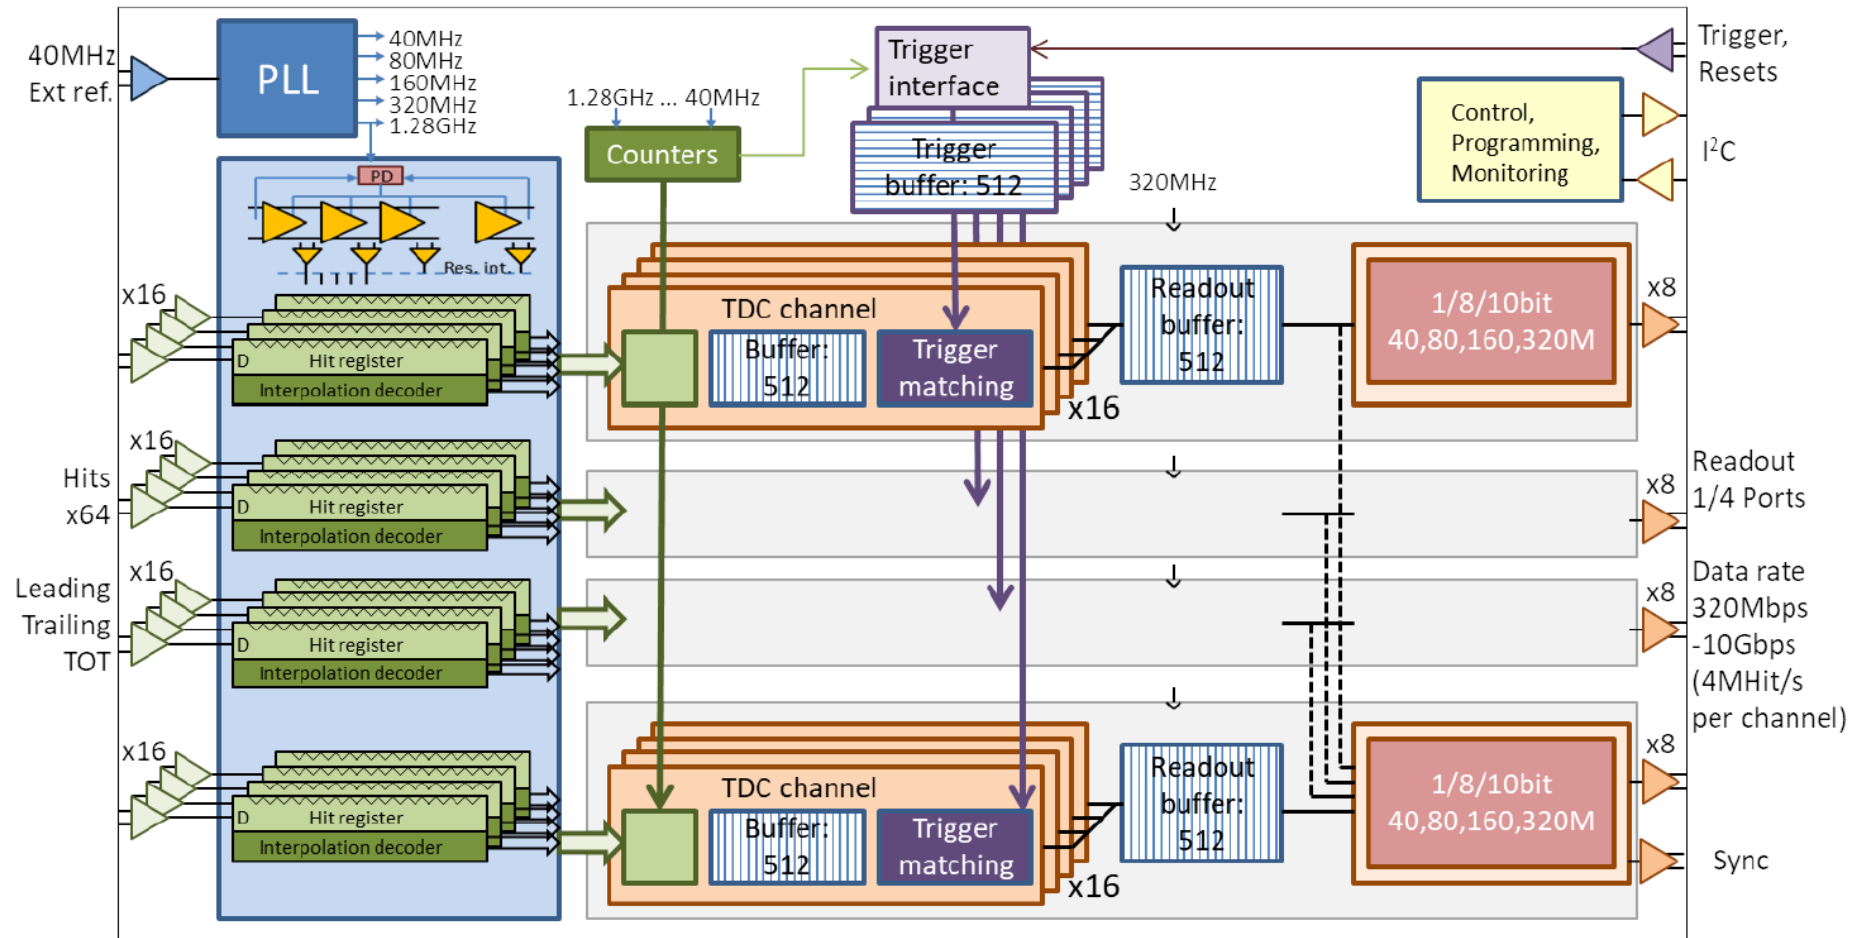 40MHz
Ext ref.
PLL
40MHz
80MHz
160MHz
320MHz
1.28GHz
PD
Res. int.
1.28GHz ... 40MHz
Counters
Trigger
interface
Trigger
buffer: 512
320MHz
Trigger,
Resets
Control,
Programming,
Monitoring
I²C
x16
D
Hit register
Interpolation decoder
TDC channel
Buffer:
512
Trigger
matching
x16
Readout
buffer:
512
1/8/10bit
40,80,160,320M
x8
Hits
x64
x16
D
Hit register
Interpolation decoder
x8
Readout
1/4 Ports
Leading
Trailing
TOT
x16
D
Hit register
Interpolation decoder
x8
Data rate
320Mbps
-10Gbps
(4MHit/s
per channel)
x16
D
Hit register
Interpolation decoder
TDC channel
Buffer:
512
Trigger
matching
x16
Readout
buffer:
512
1/8/10bit
40,80,160,320M
x8
Sync